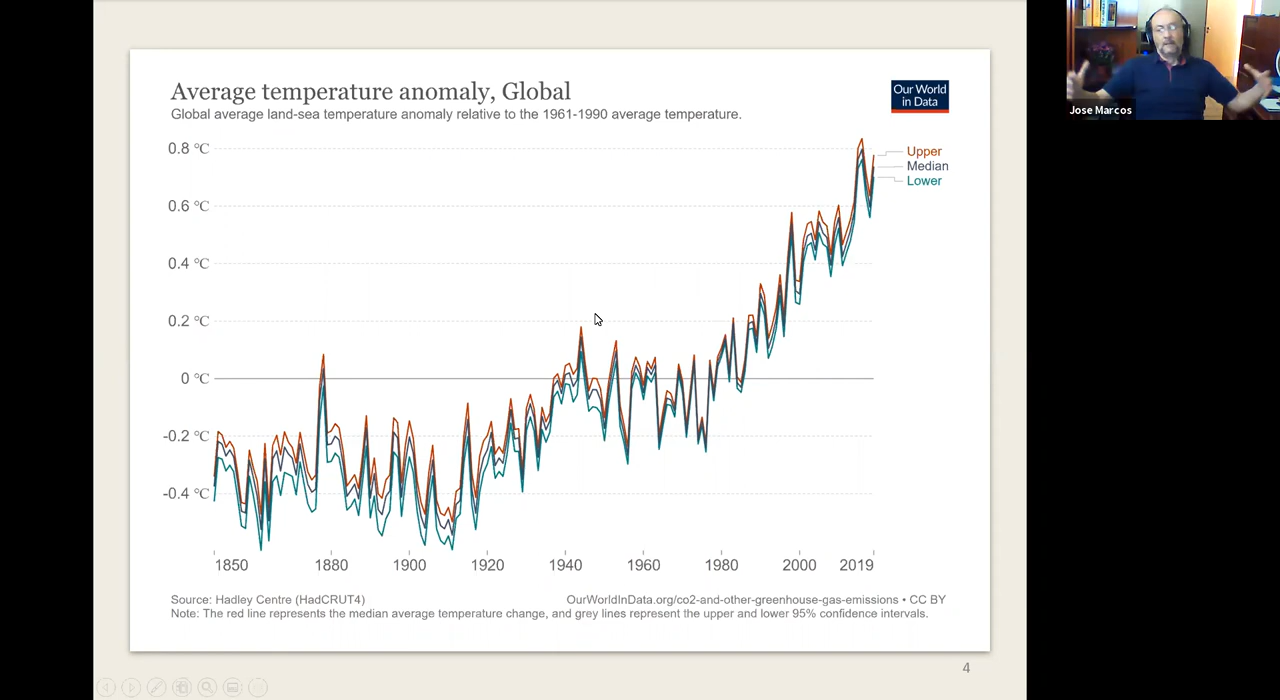 Average temperature anomaly, Global
Global average land-sea temperature anomaly relative to the 1961-1990 average temperature.
Our World
in Data
0.8 °C
0.6 °C
0.4 °C
0.2 °C
0 °C
-0.2 °C
-0.4 °C
Upper
Median
Lower
1850
1880
1900
1920
1940
1960
1980
2000
2019
Source: Hadley Centre (HadCRUT4)
OurWorldInData.org/co2-and-other-greenhouse-gas-emissions • CC BY
Note: The red line represents the median average temperature change, and grey lines represent the upper and lower 95% confidence intervals.
4
Jose Marcos